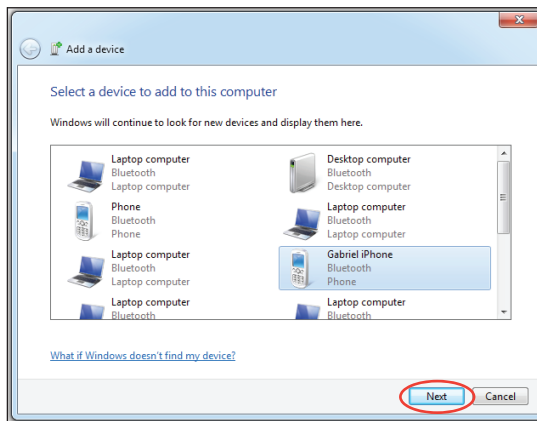 Add a device
Select a device to add to this computer
Windows will continue to look for new devices and display them here.
Laptop computer
Bluetooth
Laptop computer
Desktop computer
Bluetooth
Desktop computer
Phone
Bluetooth
Phone
Laptop computer
Bluetooth
Laptop computer
Laptop computer
Bluetooth
Laptop computer
Gabriel iPhone
Bluetooth
Phone
Laptop computer
Bluetooth
Laptop computer
Bluetooth
What if Windows doesn't find my device?
Next
Cancel